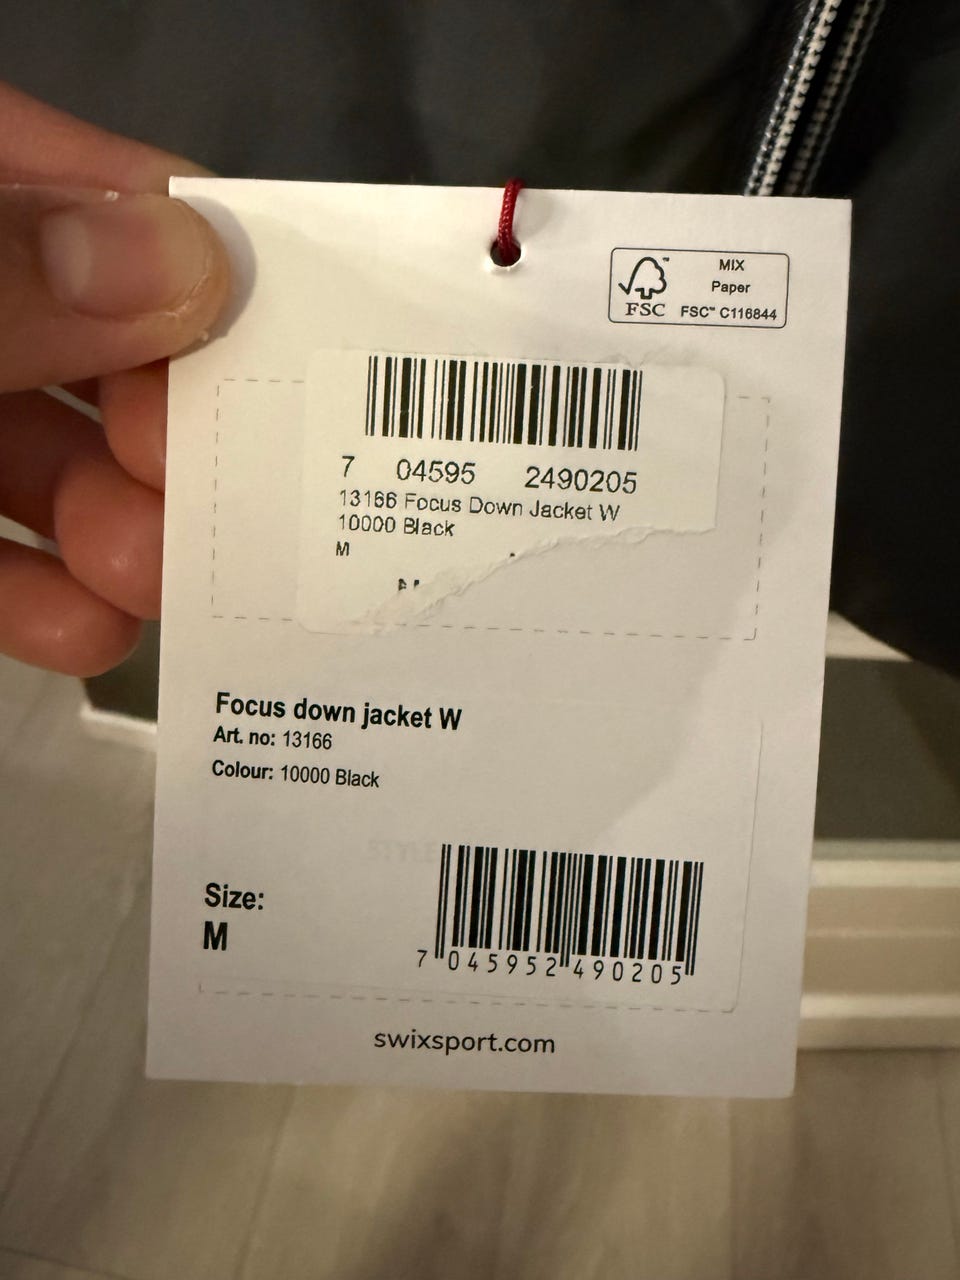 MIX
Paper
FSC™ C116844
FSC
7 04595 2490205
13166 Focus Down Jacket W
10000 Black
M
Focus down jacket W
Art. no: 13166
Colour: 10000 Black
Size:
M
7 045952 490205
swixsport.com